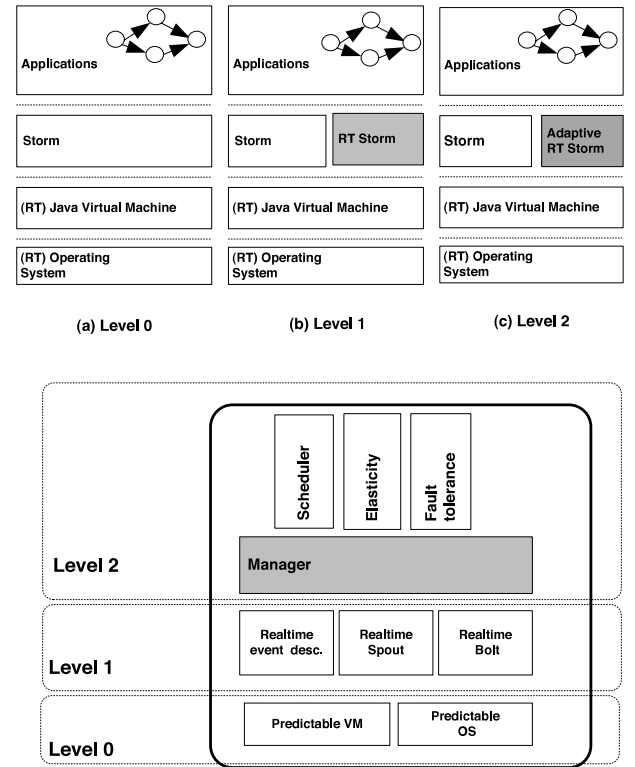 Applications
Storm
(RT) Java Virtual Machine
(RT) Operating
System
(a) Level 0
Applications
Storm
RT Storm
(RT) Java Virtual Machine
(RT) Operating
System
(b) Level 1
Applications
Storm
Adaptive
RT Storm
(RT) Java Virtual Machine
(RT) Operating
System
(c) Level 2
Scheduler
Elasticity
Fault
tolerance
Level 2
Manager
Level 1
Realtime
event desc.
Realtime
Spout
Realtime
Bolt
Level 0
Predictable VM
Predictable
OS